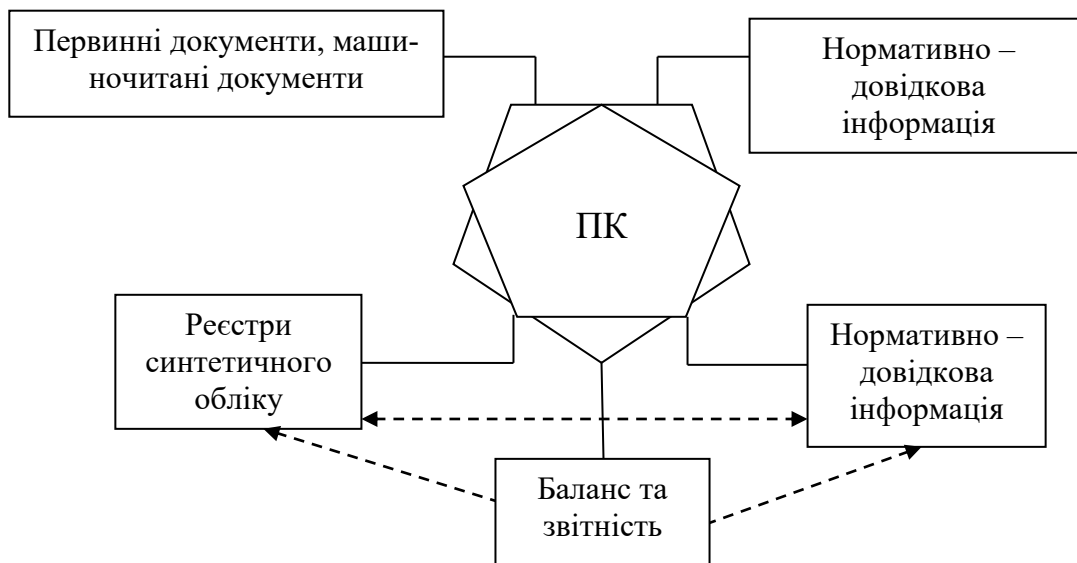 Первинні документи, маши-
ночитані документи
Нормативно –
довідкова
інформація
ПК
Реєстри
синтетичного
обліку
Нормативно –
довідкова
інформація
Баланс та
звітність